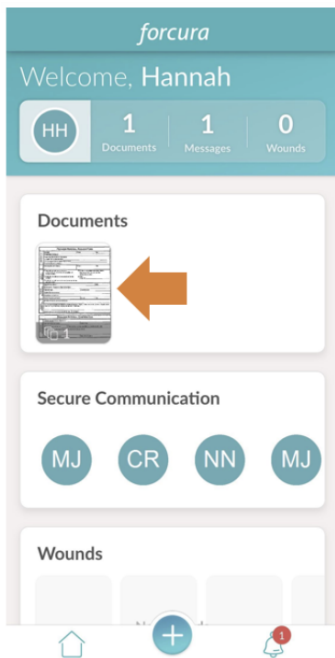 forcura
Welcome, Hannah
HH
1
Documents
1
Messages
0
Wounds
Documents
1
Secure Communication
MJ
CR
NN
MJ
Wounds
+
1